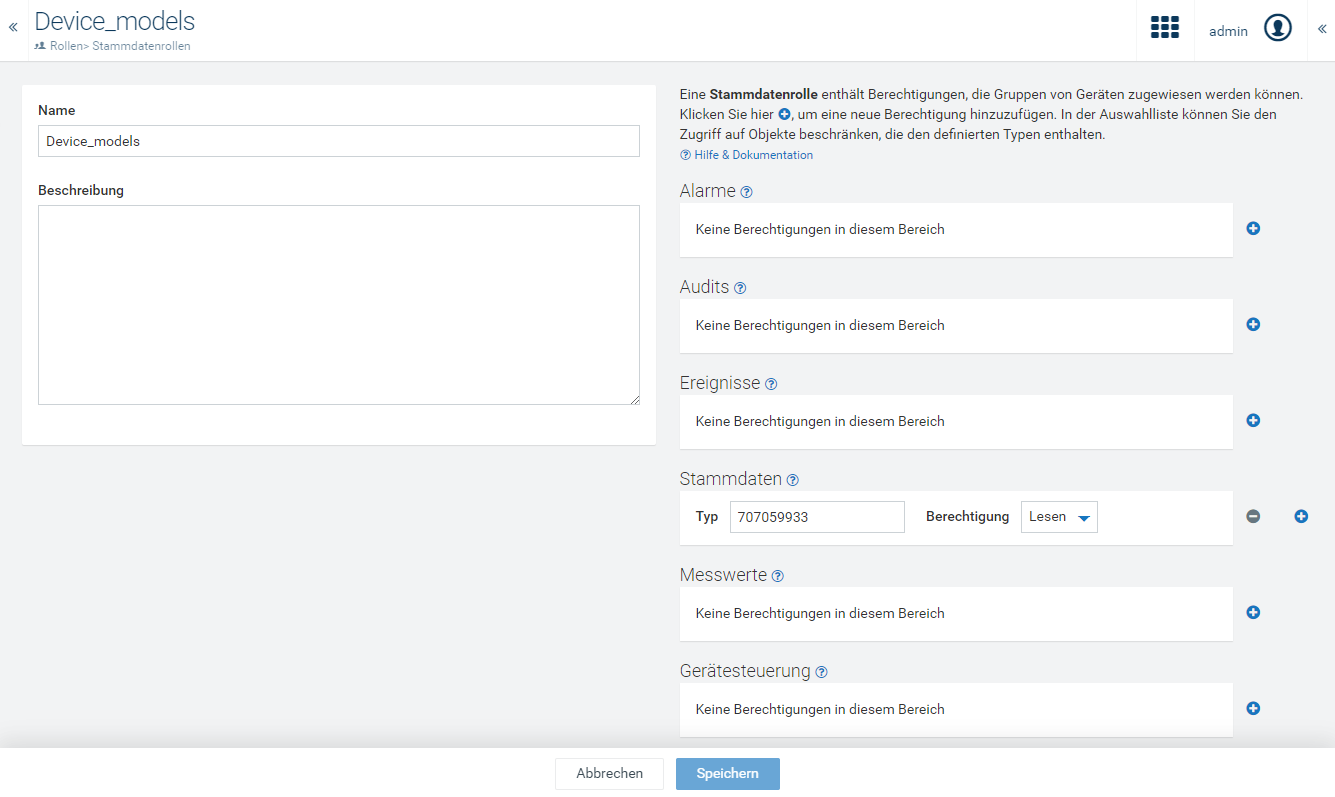 Device_models
Rollen> Stammdatenrollen
admin
Name
Device_models
Beschreibung
Eine Stammdatenrolle enthält Berechtigungen, die Gruppen von Geräten zugewiesen werden können.
Klicken Sie hier , um eine neue Berechtigung hinzuzufügen. In der Auswahlliste können Sie den
Zugriff auf Objekte beschränken, die den definierten Typen enthalten.
Hilfe & Dokumentation
Alarme
Keine Berechtigungen in diesem Bereich
Audits
Keine Berechtigungen in diesem Bereich
Ereignisse
Keine Berechtigungen in diesem Bereich
Stammdaten
Typ 707059933 Berechtigung Lesen
Messwerte
Keine Berechtigungen in diesem Bereich
Gerätesteuerung
Keine Berechtigungen in diesem Bereich
Abbrechen Speichern